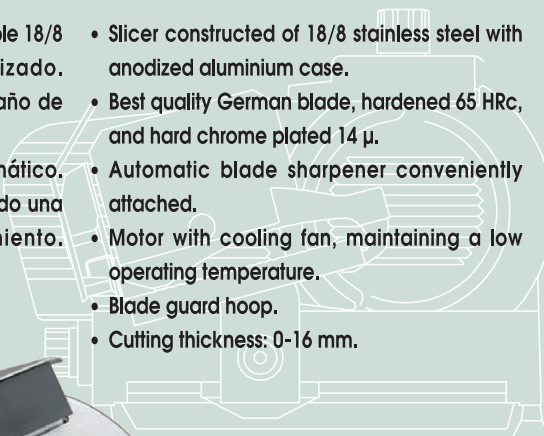 ble 18/8
izado.
año de
nático.
do una
niento.
• Slicer constructed of 18/8 stainless steel with
anodized aluminium case.
• Best quality German blade, hardened 65 HRc,
and hard chrome plated 14 µ.
• Automatic blade sharpener conveniently
attached.
• Motor with cooling fan, maintaining a low
operating temperature.
• Blade guard hoop.
• Cutting thickness: 0-16 mm.